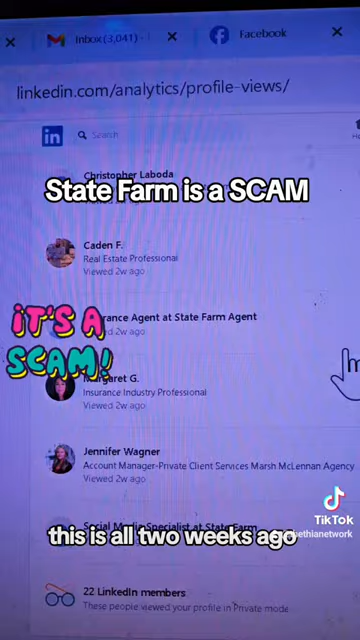 Inbox (3,041) -
Facebook
linkedin.com/analytics/profile-views/
in
Search
Christopher Laboda
State Farm is a SCAM
Caden F.
Real Estate Professional
Viewed 2w ago
IT'S A
SCAM!
rance Agent at State Farm Agent
d 2w ago
Margaret G.
Insurance Industry Professional
Viewed 2w ago
Jennifer Wagner
Account Manager-Private Client Services Marsh McLennan Agency
Viewed 2w ago
Social Media Specialist at State Farm
this is all two weeks ago
TikTok
22 LinkedIn members
These people viewed your profile in Private mode